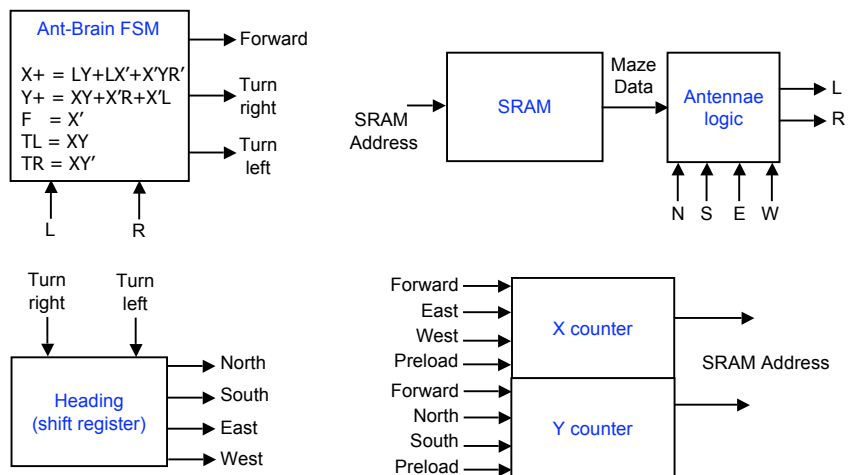 Ant-Brain FSM
X+ = LY+LX'+X'YR'
Y+ = XY+X'R+X'L
F = X'
TL = XY
TR = XY'
Forward
Turn
right
Turn
left
L
R
SRAM
Address
SRAM
Maze
Data
Antennae
logic
L
R
N S E W
Turn
right
Turn
left
Heading
(shift register)
North
South
East
West
Forward
East
West
Preload
X counter
Forward
North
South
Preload
Y counter
SRAM Address